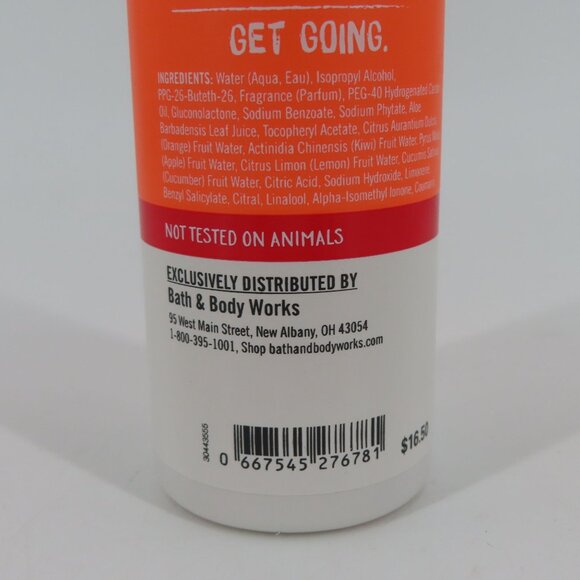 GET GOING.
INGREDIENTS: Water (Aqua, Eau), Isopropyl Alcohol,
PPG-26-Buteth-26, Fragrance (Parfum), PEG-40 Hydrogenated Castor
Oil, Gluconolactone, Sodium Benzoate, Sodium Phytate, Aloe
Barbadensis Leaf Juice, Tocopheryl Acetate, Citrus Aurantium Dulcis
(Orange) Fruit Water, Actinidia Chinensis (Kiwi) Fruit Water, Pyrus Malus
(Apple) Fruit Water, Citrus Limon (Lemon) Fruit Water, Cucumis Sativus
(Cucumber) Fruit Water, Citric Acid, Sodium Hydroxide, Limonene,
Benzyl Salicylate, Citral, Linalool, Alpha-Isomethyl Ionone, Coumarin.
NOT TESTED ON ANIMALS
EXCLUSIVELY DISTRIBUTED BY
Bath & Body Works
95 West Main Street, New Albany, OH 43054
1-800-395-1001, Shop bathandbodyworks.com
30443555
0 667545 276781
$16.50